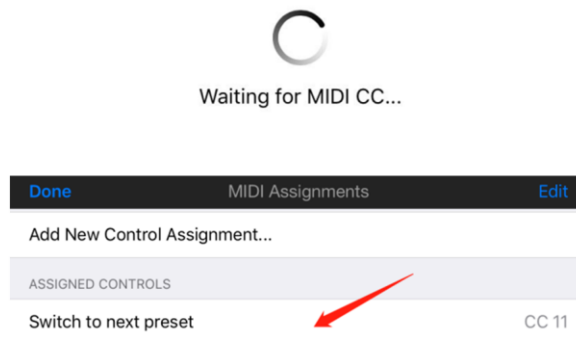 Waiting for MIDI CC...
Done MIDI Assignments Edit
Add New Control Assignment...
ASSIGNED CONTROLS
Switch to next preset CC 11